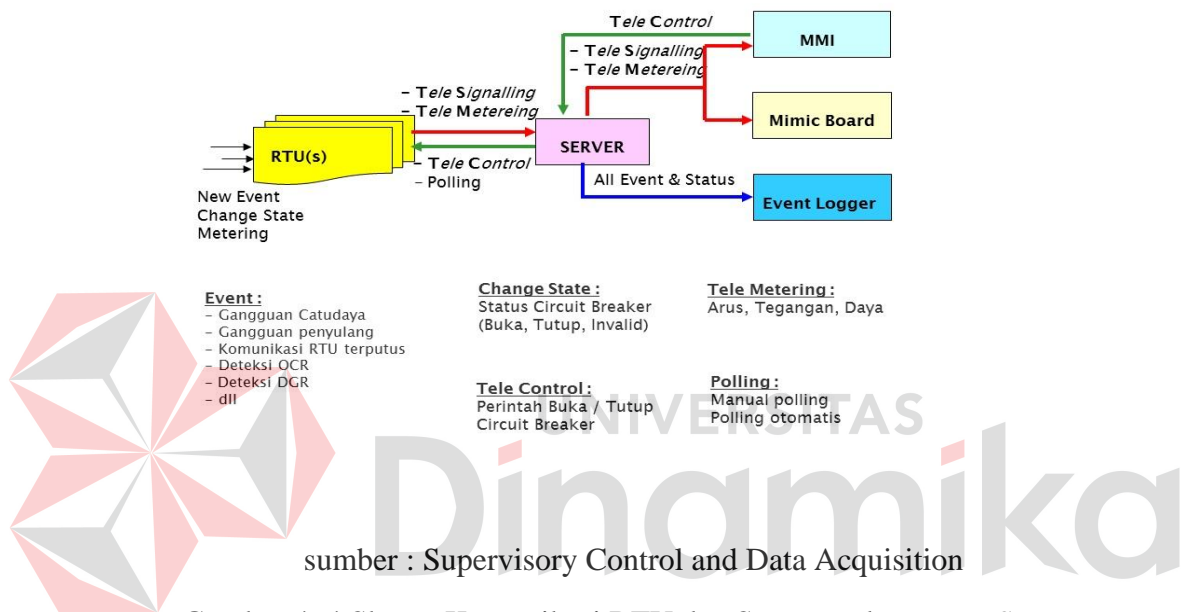 Tele Control
MMI
– Tele Signalling
– Tele Metereing
Mimic Board
– Tele Signalling
– Tele Metereing
RTU(s)
SERVER
– Tele Control
– Polling
All Event & Status
Event Logger
New Event
Change State
Metering
Event :
– Gangguan Catudaya
– Gangguan penyulang
– Komunikasi RTU terputus
– Deteksi OCR
– Deteksi DGR
– dll
Change State :
Status Circuit Breaker
(Buka, Tutup, Invalid)
Tele Metering :
Arus, Tegangan, Daya
Tele Control :
Perintah Buka / Tutup
Circuit Breaker
Polling :
Manual polling
Polling otomatis
UNIVERSITAS
Dinamika
sumber : Supervisory Control and Data Acquisition